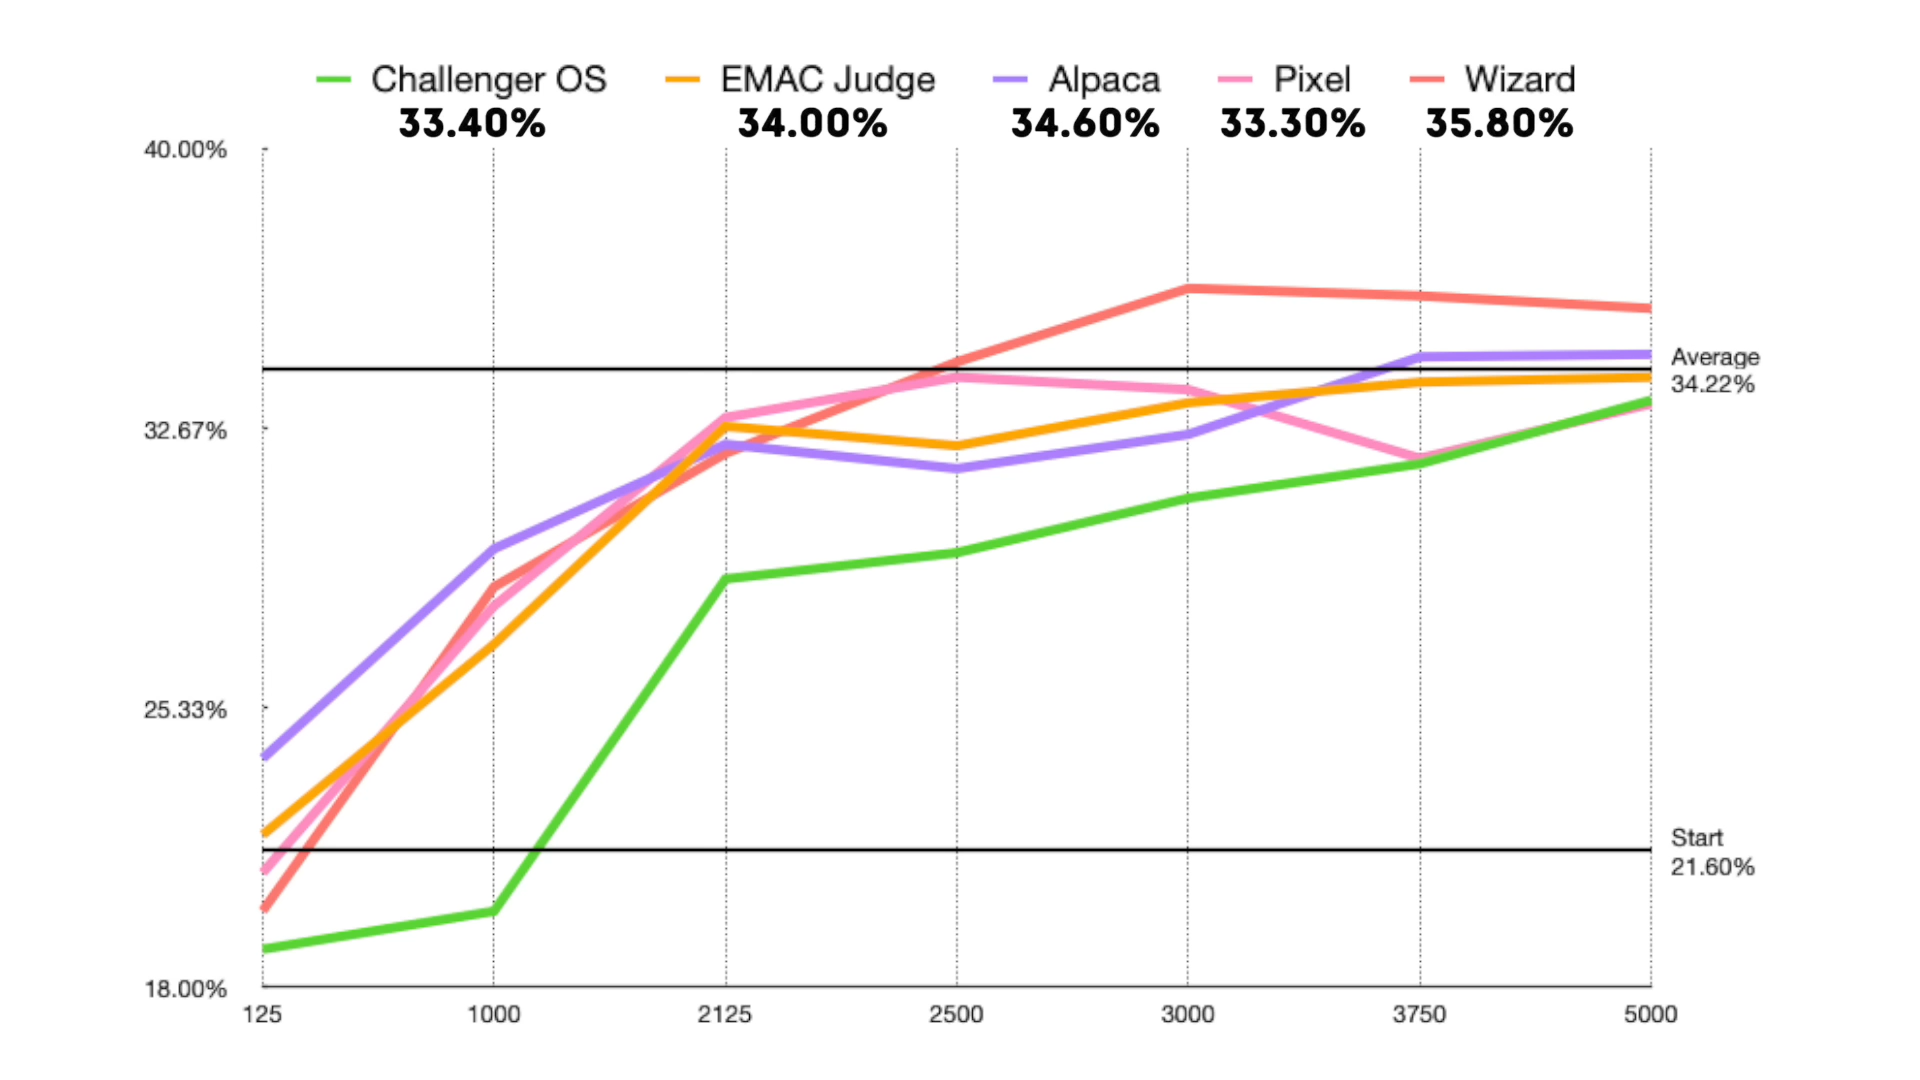 Challenger OS EMAC Judge Alpaca Pixel Wizard
33.40% 34.00% 34.60% 33.30% 35.80%
40.00%
Average
34.22%
32.67%
25.33%
Start
21.60%
18.00%
125 1000 2125 2500 3000 3750 5000